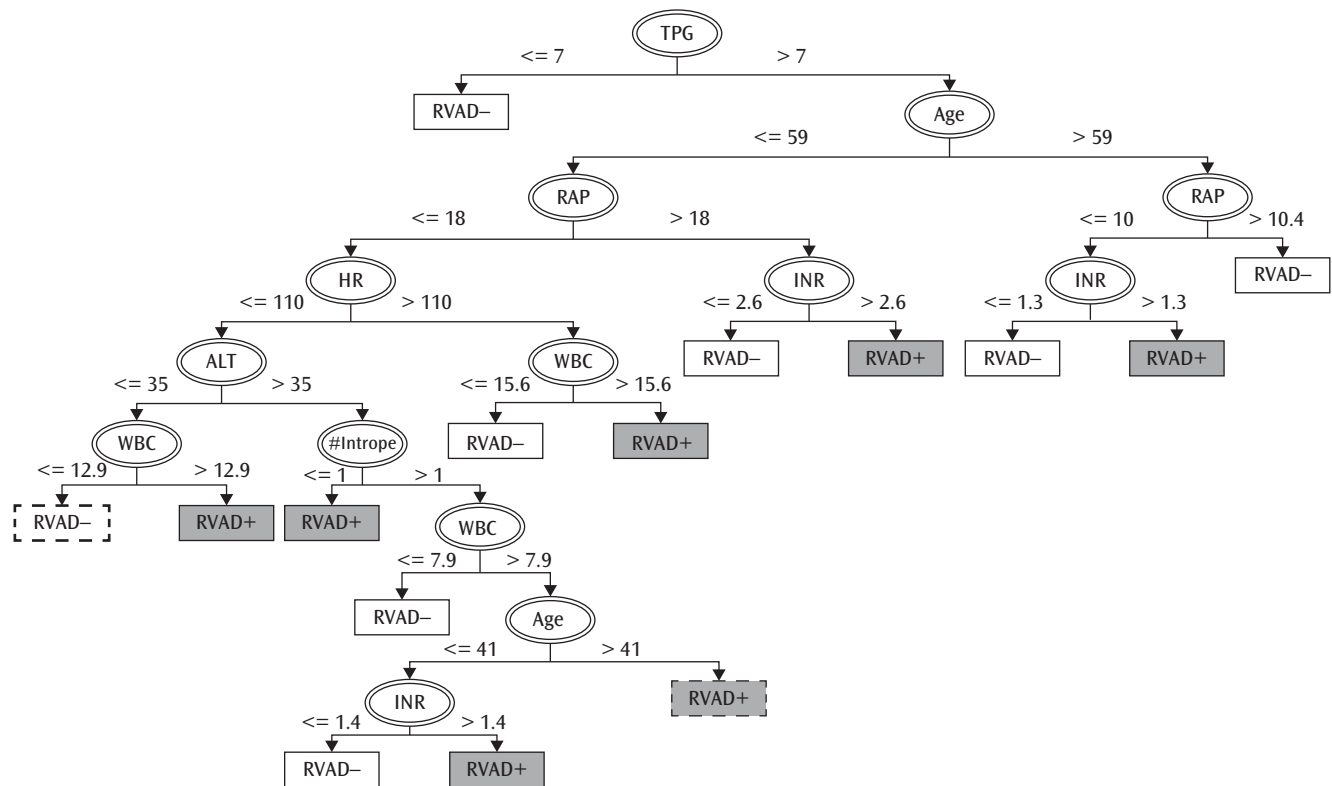 TPG
<= 7 > 7
RVAD–
Age
<= 59 > 59
RAP RAP
<= 18 > 18 <= 10 > 10.4
HR INR INR RVAD–
<= 110 > 110 <= 2.6 > 2.6 <= 1.3 > 1.3
ALT WBC RVAD– RVAD+ RVAD– RVAD+
<= 35 > 35 <= 15.6 > 15.6
WBC #Intrope RVAD– RVAD+
<= 12.9 > 12.9 <= 1 > 1
RVAD– RVAD+ RVAD+ WBC
<= 7.9 > 7.9
RVAD– Age
<= 41 > 41
INR RVAD+
<= 1.4 > 1.4
RVAD– RVAD+